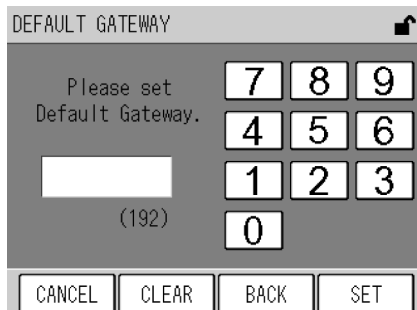 DEFAULT GATEWAY
Please set
Default Gateway.
(192)
7 8 9
4 5 6
1 2 3
0
CANCEL CLEAR BACK SET